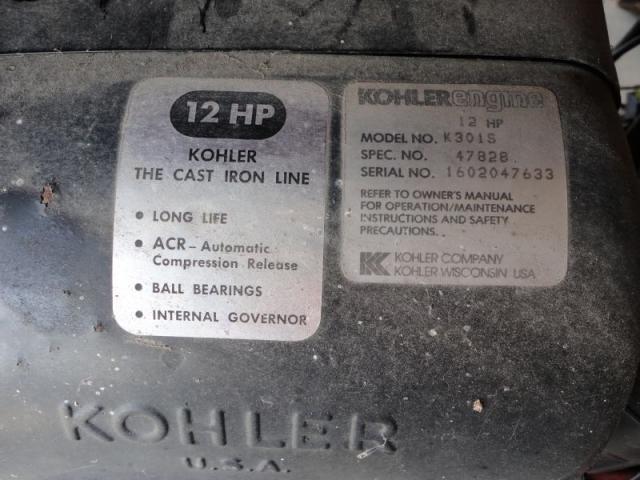 12 HP
KOHLER
THE CAST IRON LINE
• LONG LIFE
• ACR - Automatic
Compression Release
• BALL BEARINGS
• INTERNAL GOVERNOR
KOHLERengine
12 HP
MODEL NO. K301S
SPEC. NO. 47828
SERIAL NO. 1602047633
REFER TO OWNER'S MANUAL
FOR OPERATION/MAINTENANCE
INSTRUCTIONS AND SAFETY
PRECAUTIONS.
K KOHLER COMPANY
KOHLER WISCONSIN USA
KOHLER
U.S.A.